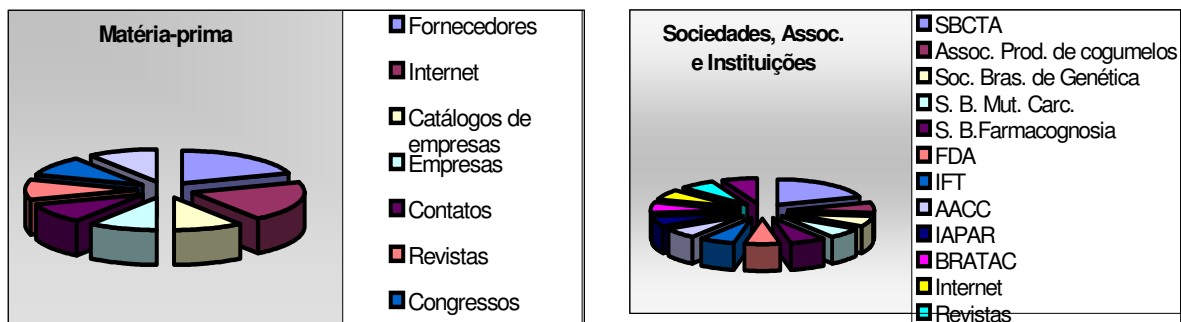 Matéria-prima
Fornecedores
Internet
Catálogos de
empresas
Empresas
Contatos
Revistas
Congressos
Sociedades, Assoc.
e Instituições
SBCTA
Assoc. Prod. de cogumelos
Soc. Bras. de Genética
S. B. Mut. Carc.
S. B.Farmacognosia
FDA
IFT
AACC
IAPAR
BRATAC
Internet
Revistas